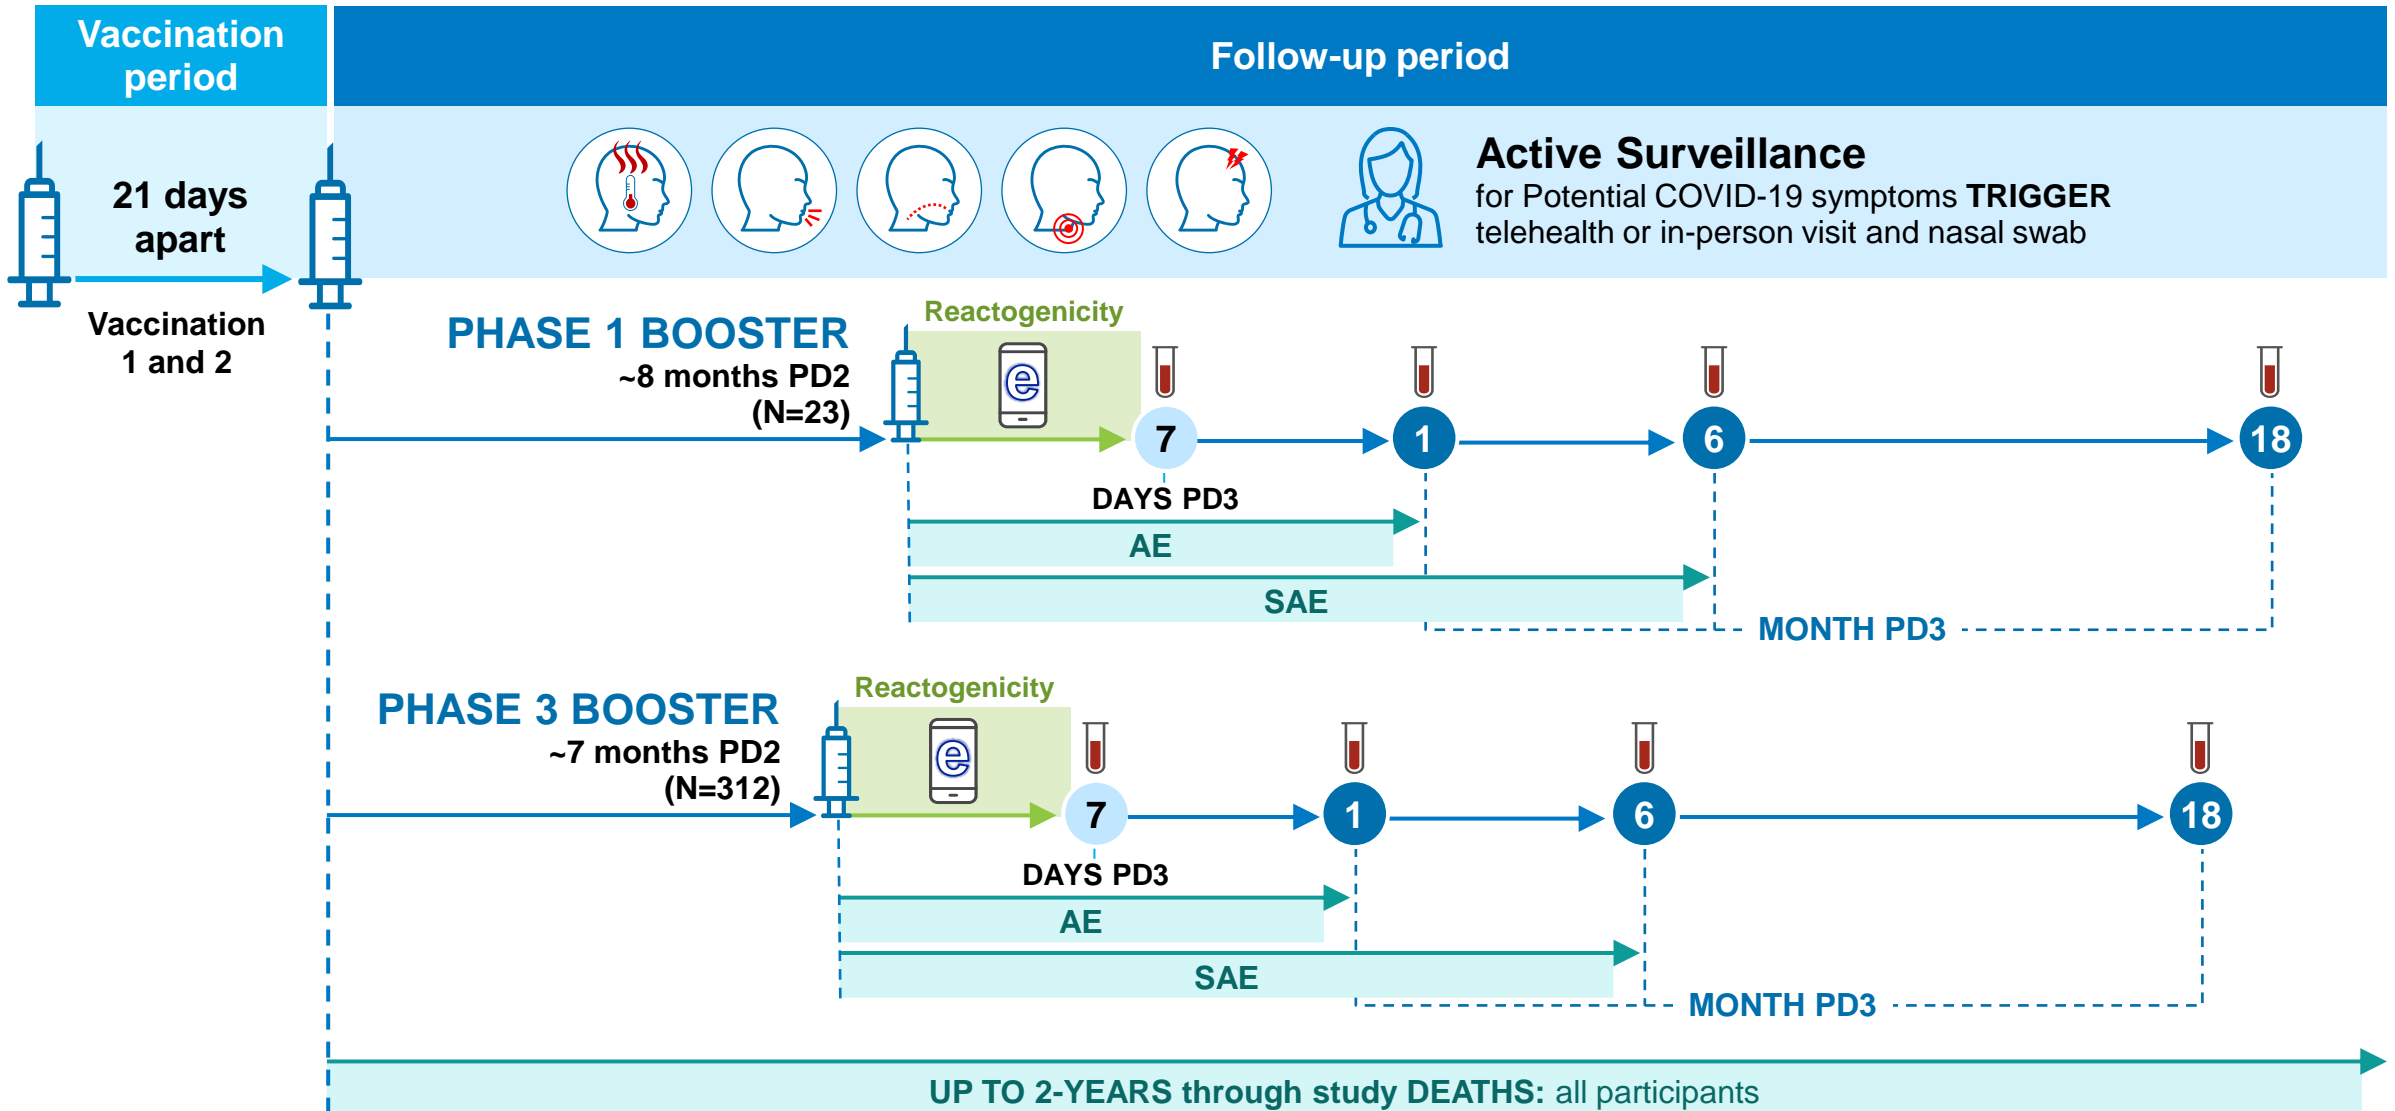 Vaccination
period
Follow-up period
21 days
apart
Vaccination
1 and 2
Active Surveillance
for Potential COVID-19 symptoms TRIGGER
telehealth or in-person visit and nasal swab
PHASE 1 BOOSTER
~8 months PD2
(N=23)
Reactogenicity
e
7
1
6
18
DAYS PD3
AE
SAE
MONTH PD3
PHASE 3 BOOSTER
~7 months PD2
(N=312)
Reactogenicity
e
7
1
6
18
DAYS PD3
AE
SAE
MONTH PD3
UP TO 2-YEARS through study DEATHS: all participants